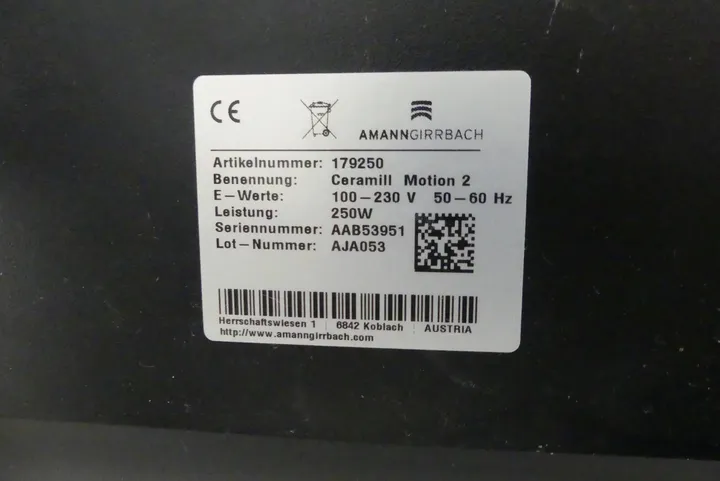 CE
AMANNGIRRBACH
Artikelnummer: 179250
Benennung: Ceramill Motion 2
E-Werte: 100-230 V 50-60 Hz
Leistung: 250W
Seriennummer: AAB53951
Lot-Nummer: AJA053
Herrschaftswiesen 1 | 6842 Koblach | AUSTRIA
http://www.amanngirrbach.com